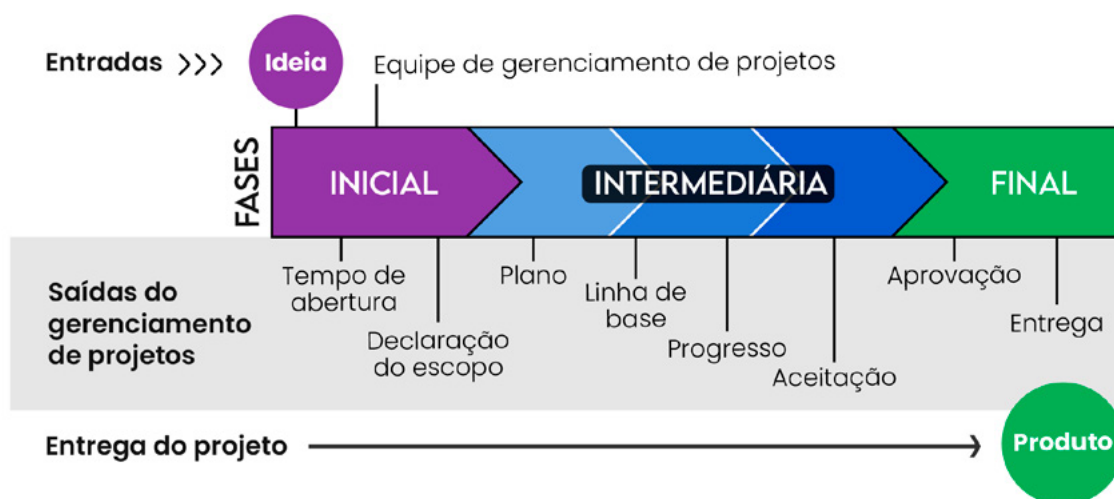 Entradas >>>
Ideia
Equipe de gerenciamento de projetos
FASES
INICIAL
INTERMEDIÁRIA
FINAL
Saídas do
gerenciamento
de projetos
Tempo de
abertura
Declaração
do escopo
Plano
Linha de
base
Progresso
Aceitação
Aprovação
Entrega
Entrega do projeto
Produto